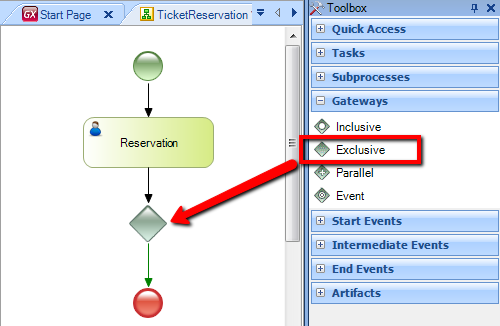 GX Start Page
TicketReservation
Toolbox
Quick Access
Tasks
Subprocesses
Gateways
Inclusive
Exclusive
Parallel
Event
Start Events
Intermediate Events
End Events
Artifacts
Reservation